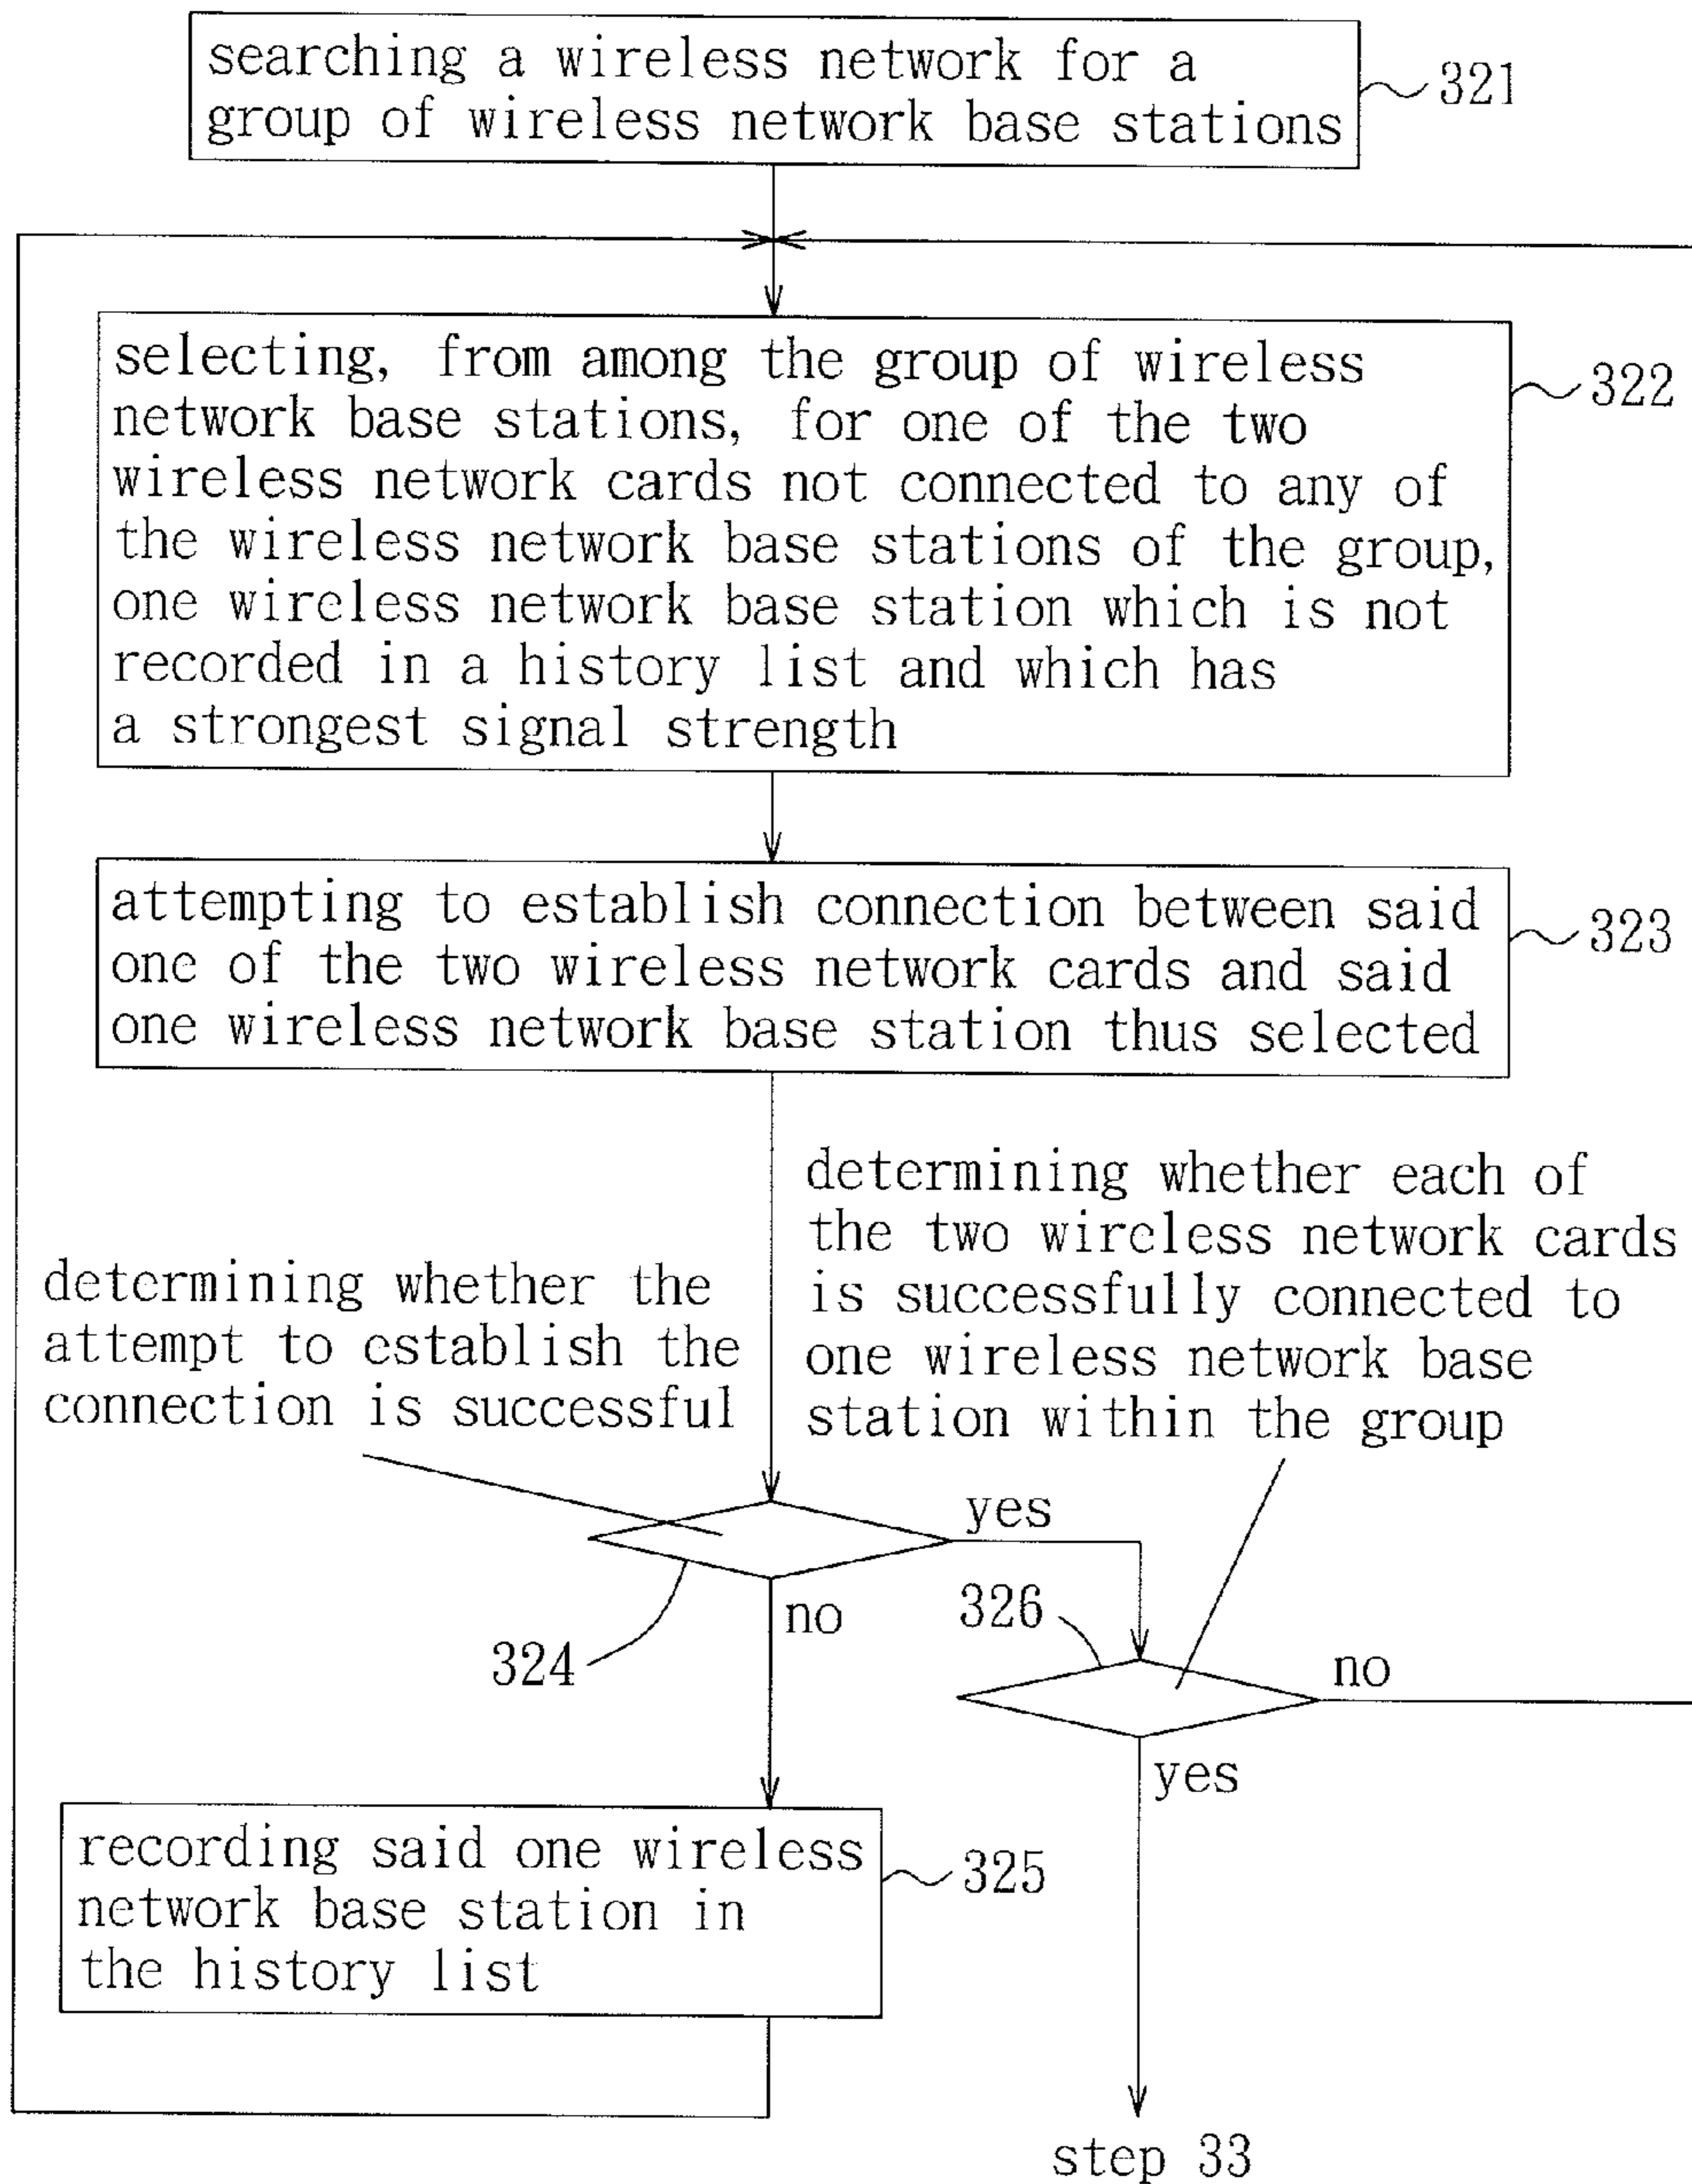 searching a wireless network for a
group of wireless network base stations
321
selecting, from among the group of wireless
network base stations, for one of the two
wireless network cards not connected to any of
the wireless network base stations of the group,
one wireless network base station which is not
recorded in a history list and which has
a strongest signal strength
322
attempting to establish connection between said
one of the two wireless network cards and said
one wireless network base station thus selected
323
determining whether each of
the two wireless network cards
is successfully connected to
one wireless network base
station within the group
determining whether the
attempt to establish the
connection is successful
yes
324
no
326
no
yes
recording said one wireless
network base station in
the history list
325
step 33